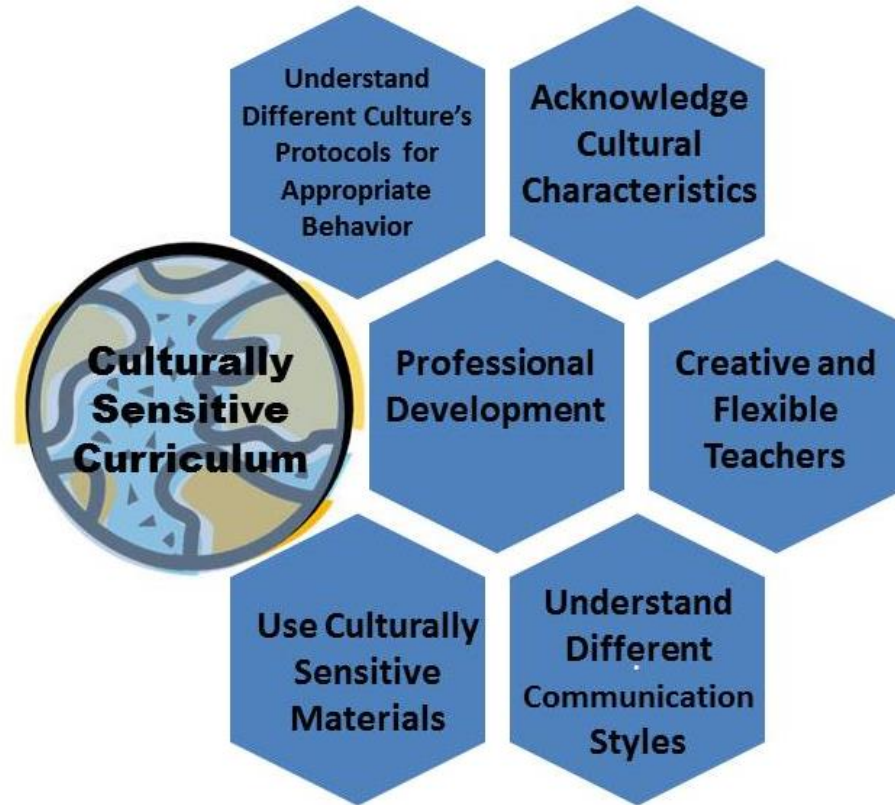 Understand
Different Culture's
Protocols for
Appropriate
Behavior
Acknowledge
Cultural
Characteristics
Culturally
Sensitive
Curriculum
Professional
Development
Creative and
Flexible
Teachers
Use Culturally
Sensitive
Materials
Understand
Different
Communication
Styles